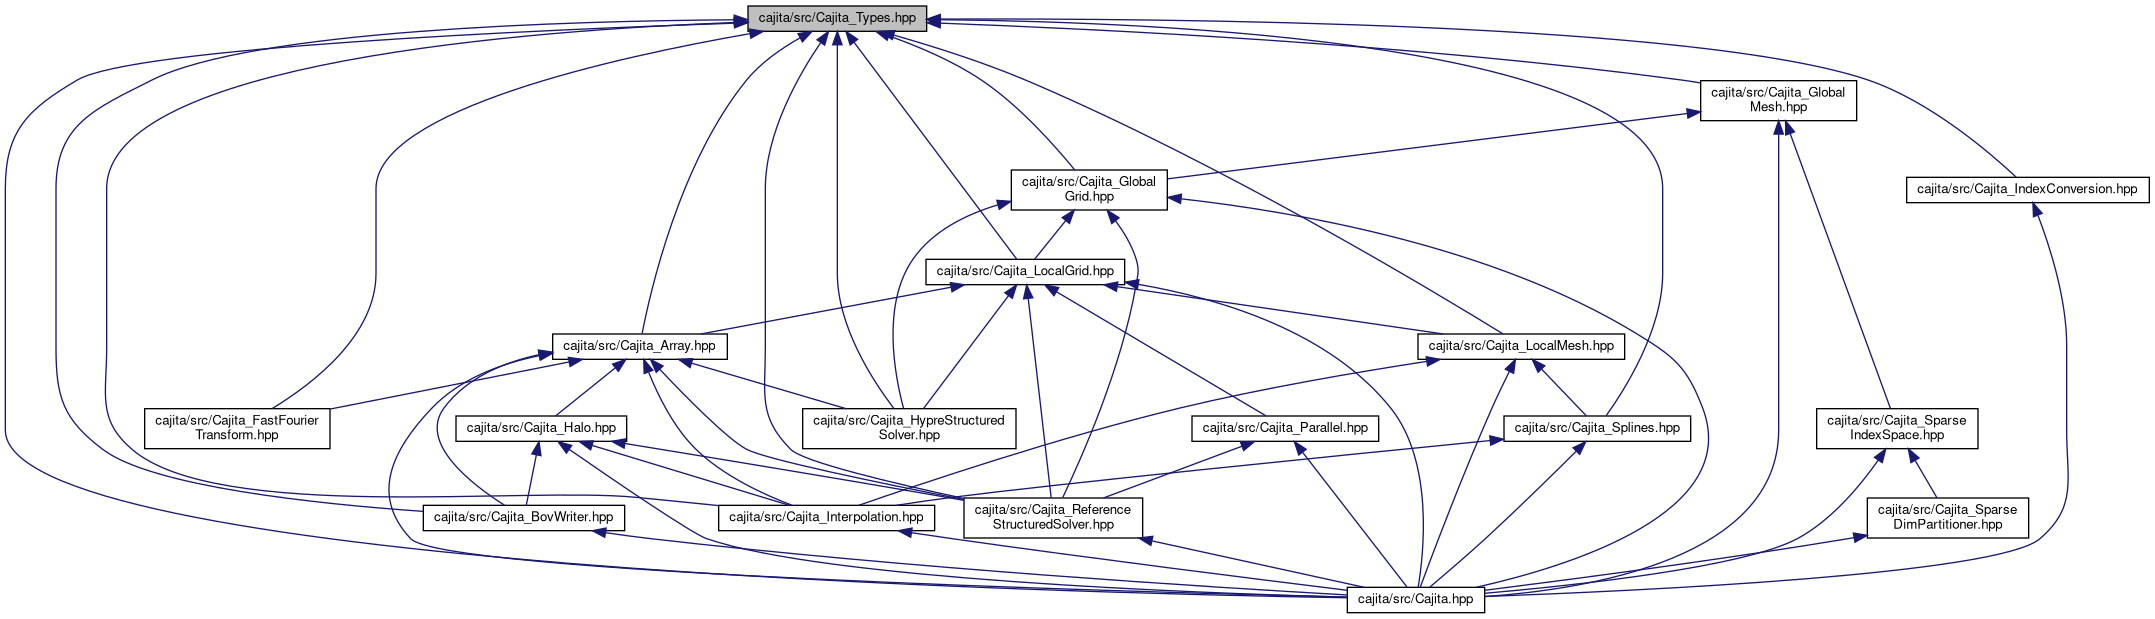 cajita/src/Cajita_Types.hpp
cajita/src/Cajita_Global
Mesh.hpp
cajita/src/Cajita_Global
Grid.hpp
cajita/src/Cajita_IndexConversion.hpp
cajita/src/Cajita_LocalGrid.hpp
cajita/src/Cajita_Array.hpp
cajita/src/Cajita_LocalMesh.hpp
cajita/src/Cajita_FastFourier
Transform.hpp
cajita/src/Cajita_Halo.hpp
cajita/src/Cajita_HypreStructured
Solver.hpp
cajita/src/Cajita_Parallel.hpp
cajita/src/Cajita_Splines.hpp
cajita/src/Cajita_Sparse
IndexSpace.hpp
cajita/src/Cajita_BovWriter.hpp
cajita/src/Cajita_Interpolation.hpp
cajita/src/Cajita_Reference
StructuredSolver.hpp
cajita/src/Cajita_Sparse
DimPartitioner.hpp
cajita/src/Cajita.hpp